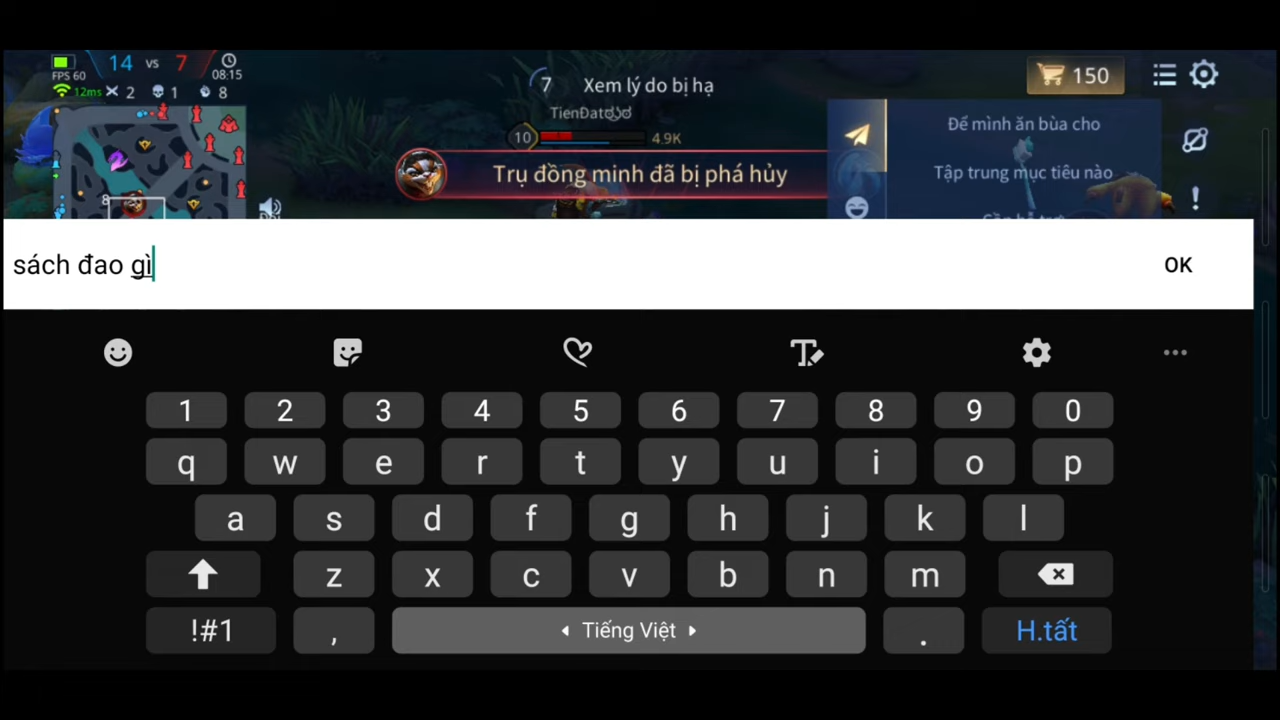 14 vs 7
FPS 60
08:15
12ms 2 1 8
7 Xem lý do bị hạ
150
TienĐat
10 4.9K
Để mình ăn bùa cho
Trụ đồng minh đã bị phá hủy
Tập trung mục tiêu nào
8
sách đao gì
OK
1 2 3 4 5 6 7 8 9 0
q w e r t y u i o p
a s d f g h j k l
z x c v b n m
!#1 , Tiếng Việt . H.tất